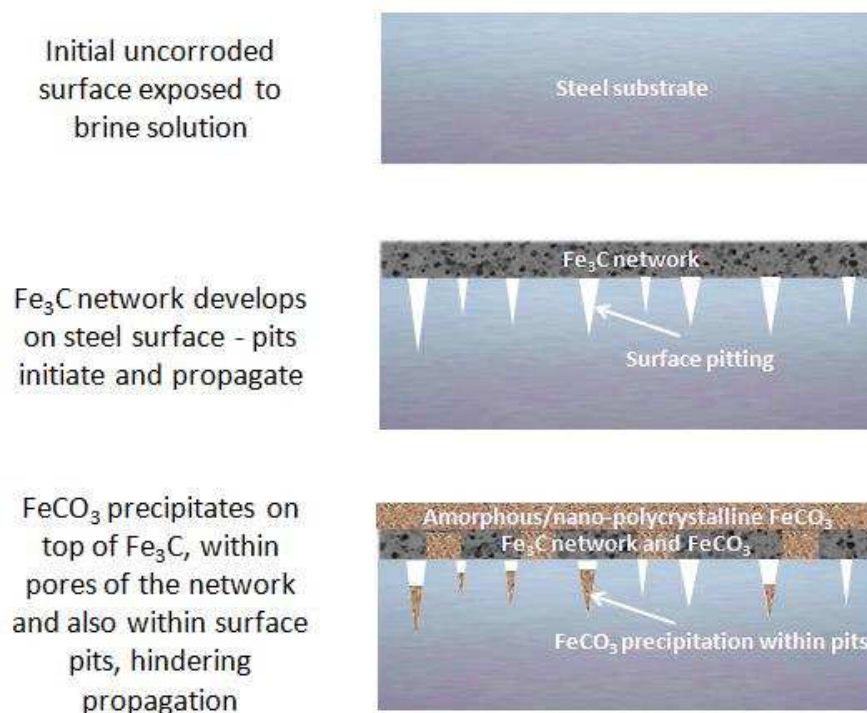 Initial uncorroded
surface exposed to
brine solution
Steel substrate
Fe₃C network
Fe₃C network develops
on steel surface - pits
initiate and propagate
Surface pitting
FeCO₃ precipitates on
top of Fe₃C, within
pores of the network
and also within surface
pits, hindering
propagation
Amorphous/nano-polycrystalline FeCO₃
Fe₃C network and FeCO₃
FeCO₃ precipitation within pits